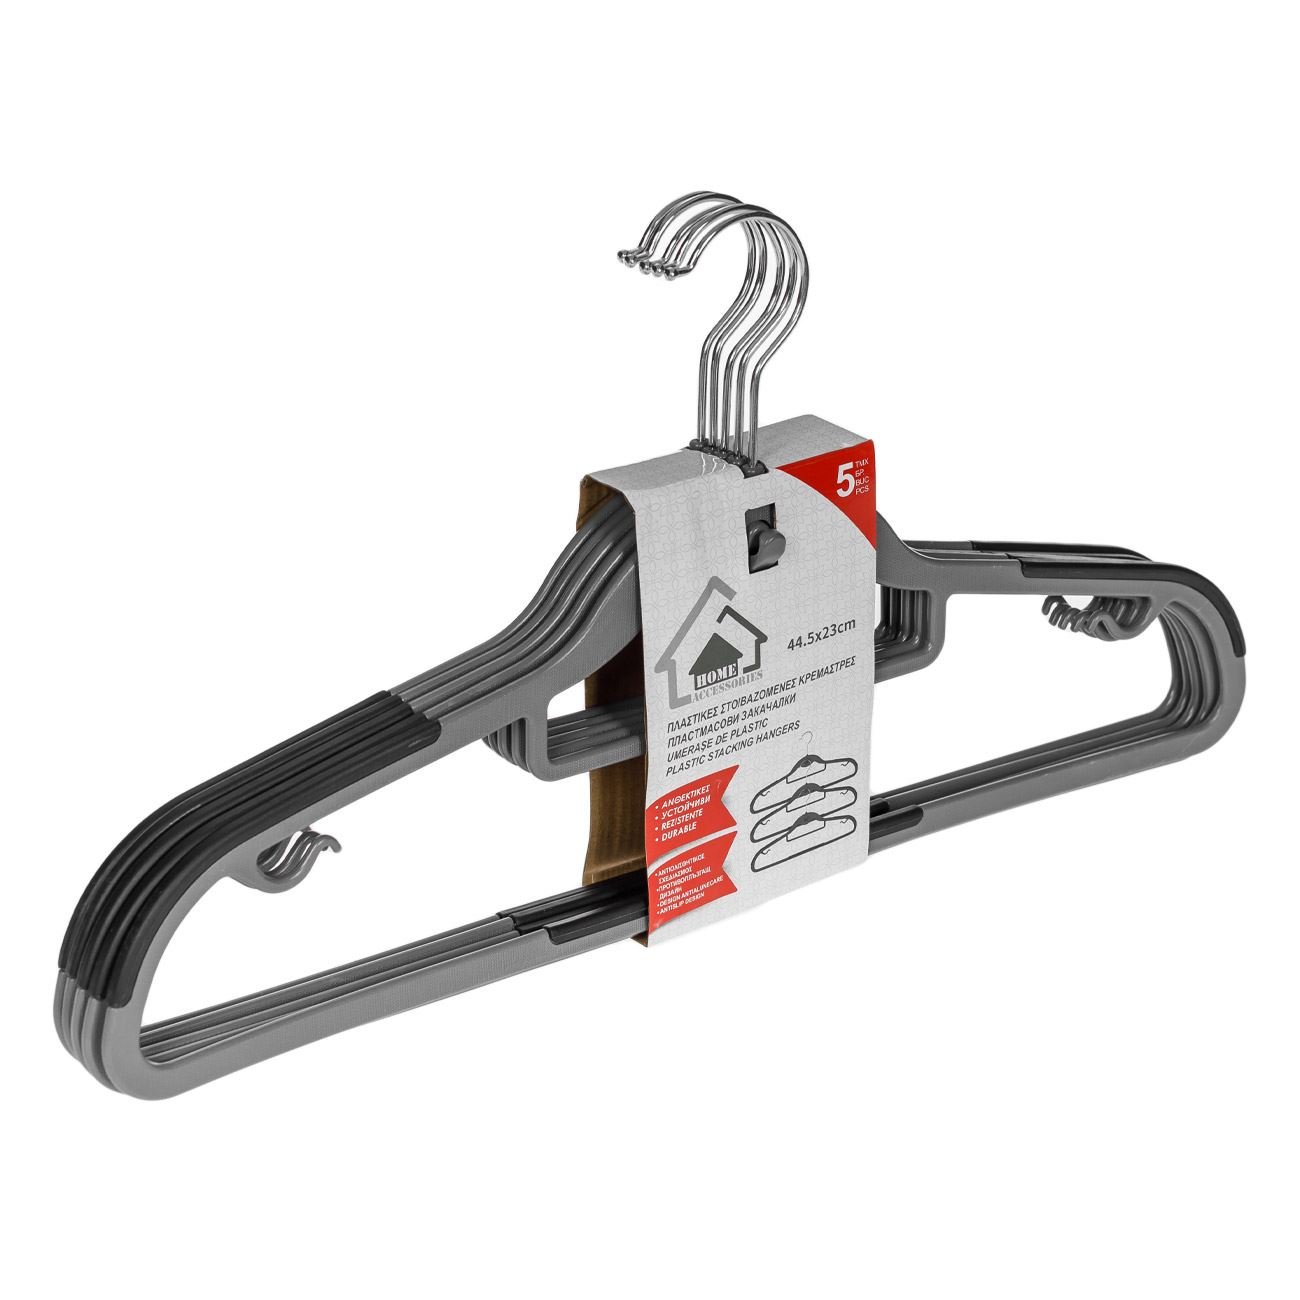 5 ΤΜΧ
БР.
BUC
PCS
44.5x23cm
HOME
ACCESSORIES
ΠΛΑΣΤΙΚΕΣ ΣΤΟΙΒΑΖΟΜΕΝΕΣ ΚΡΕΜΑΣΤΡΕΣ
ПЛАСТМАСОВИ ЗАКАЧАЛКИ
UMERAȘE DE PLASTIC
PLASTIC STACKING HANGERS
• ΑΝΘΕΚΤΙΚΕΣ
• УСТОЙЧИВИ
• REZISTENTE
• DURABLE
•ΑΝΤΙΟΛΙΣΘΗΤΙΚΟΣ
ΣΧΕΔΙΑΣΜΟΣ
•ПРОТИВОПЛЪЗГАЩ
ДИЗАЙН
•DESIGN ANTIALUNECARE
•ANTISLIP DESIGN